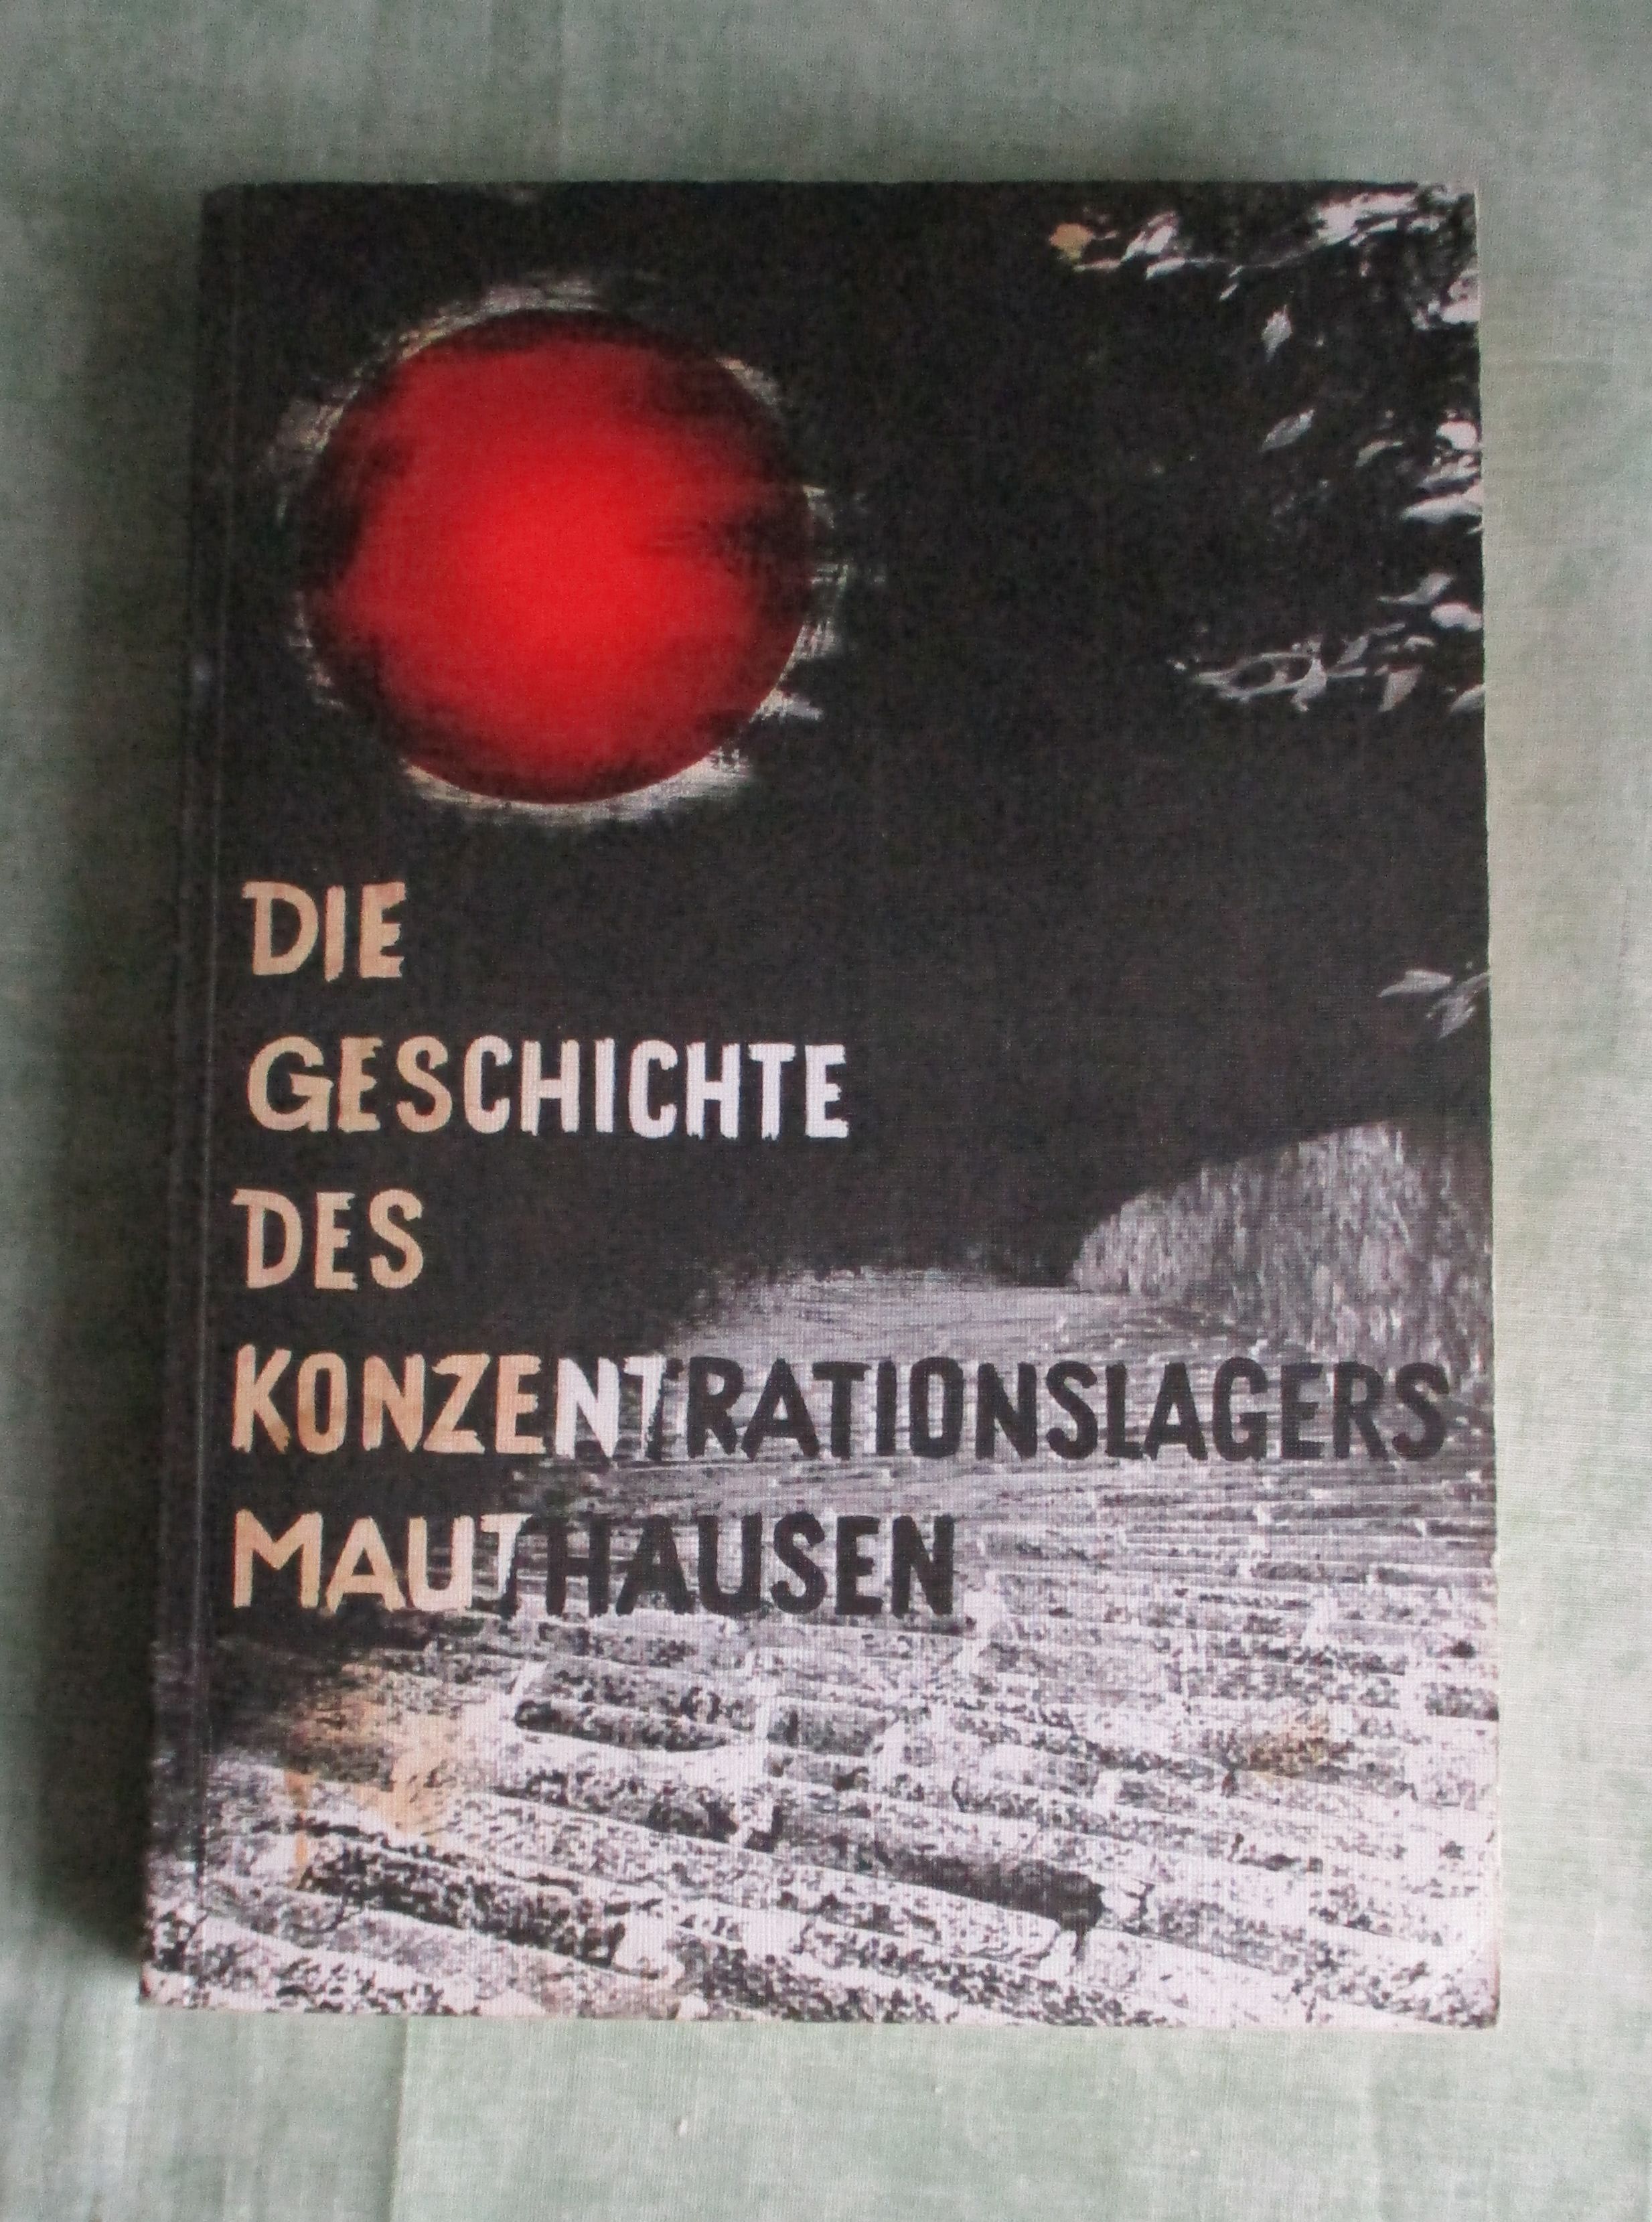 DIE
GESCHICHTE
DES
KONZENTRATIONSLAGERS
MAUTHAUSEN